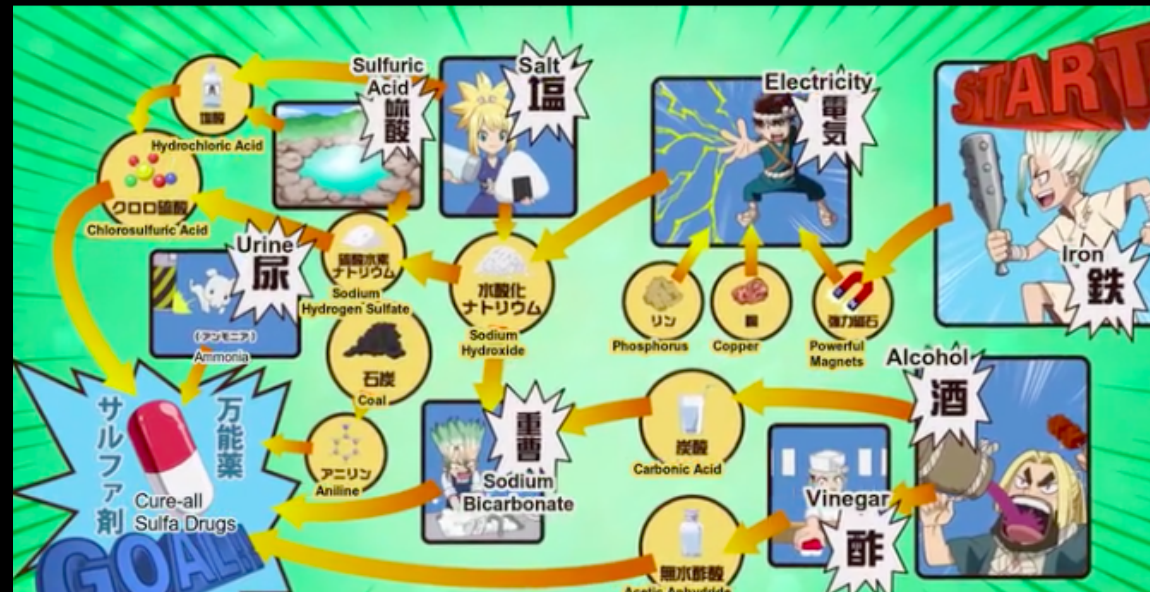 START
Iron
鉄
Electricity
電気
リン
Phosphorus
銅
Copper
強力磁石
Powerful
Magnets
Salt
塩
Sulfuric
Acid
硫酸
塩酸
Hydrochloric Acid
クロロ硫酸
Chlorosulfuric Acid
硫酸水素
ナトリウム
Sodium
Hydrogen Sulfate
水酸化
ナトリウム
Sodium
Hydroxide
Urine
尿
(アンモニア)
Ammonia
石炭
Coal
アニリン
Aniline
重曹
Sodium
Bicarbonate
Alcohol
酒
炭酸
Carbonic Acid
Vinegar
酢
無水酢酸
Acetic Anhydride
万能薬
サルファ剤
Cure-all
Sulfa Drugs
GOAL!!